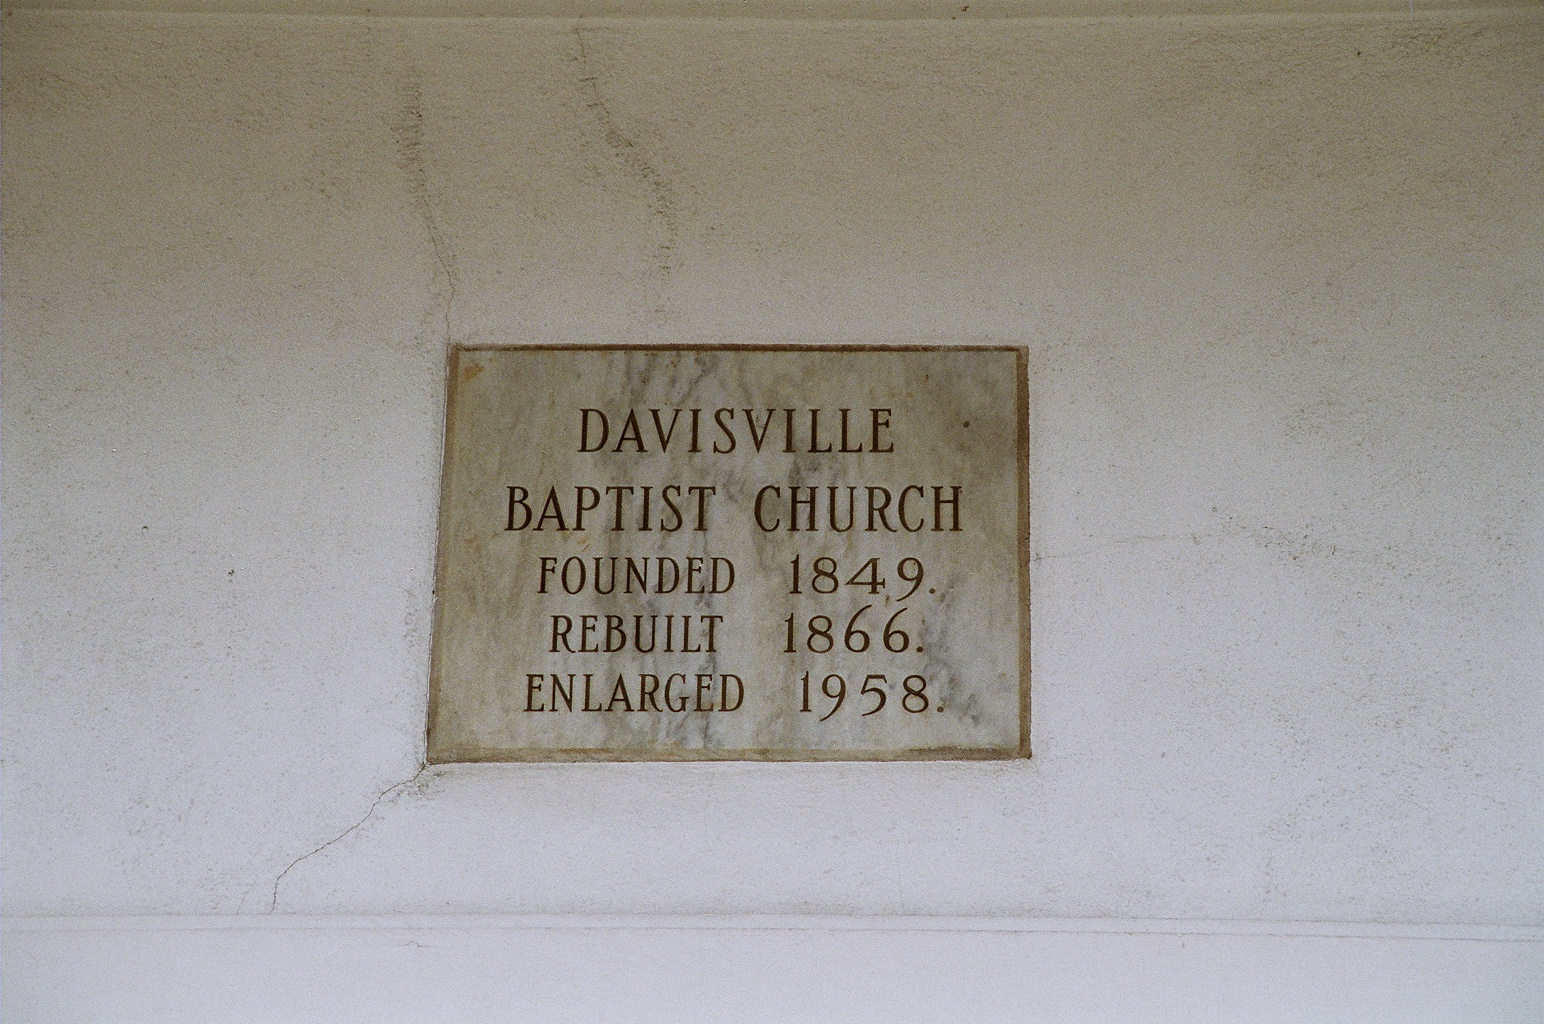 DAVISVILLE
BAPTIST CHURCH
FOUNDED 1849.
REBUILT 1866.
ENLARGED 1958.